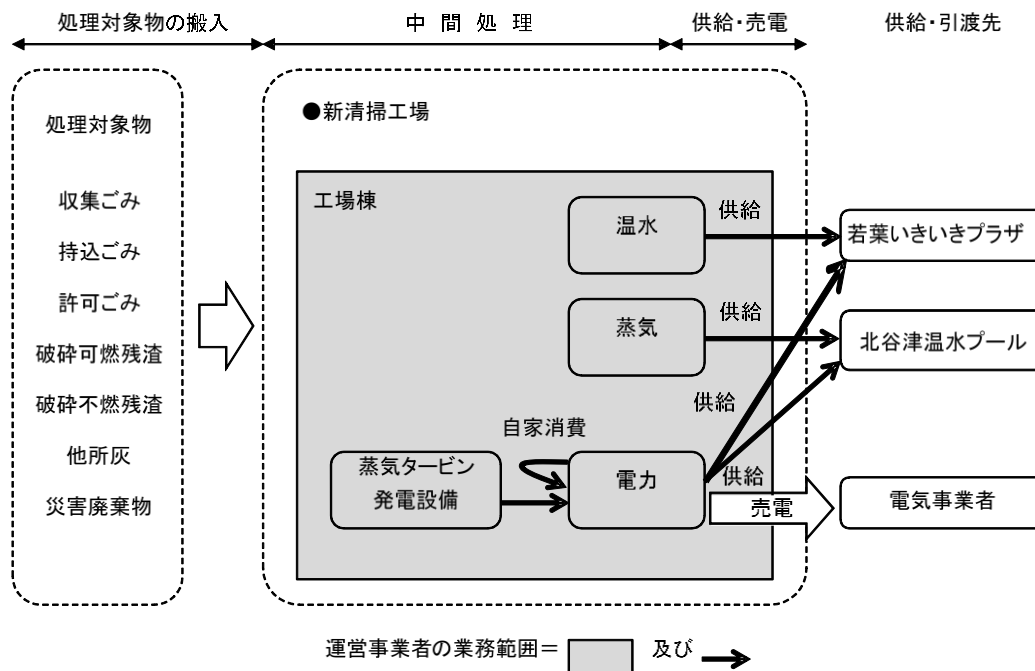 処理対象物の搬入
中 間 処 理
供給・売電
供給・引渡先
処理対象物
収集ごみ
持込ごみ
許可ごみ
破砕可燃残渣
破砕不燃残渣
他所灰
災害廃棄物
●新清掃工場
工場棟
温水
供給
若葉いきいきプラザ
蒸気
供給
北谷津温水プール
供給
自家消費
蒸気タービン
発電設備
電力
供給
売電
電気事業者
運営事業者の業務範囲＝
及び